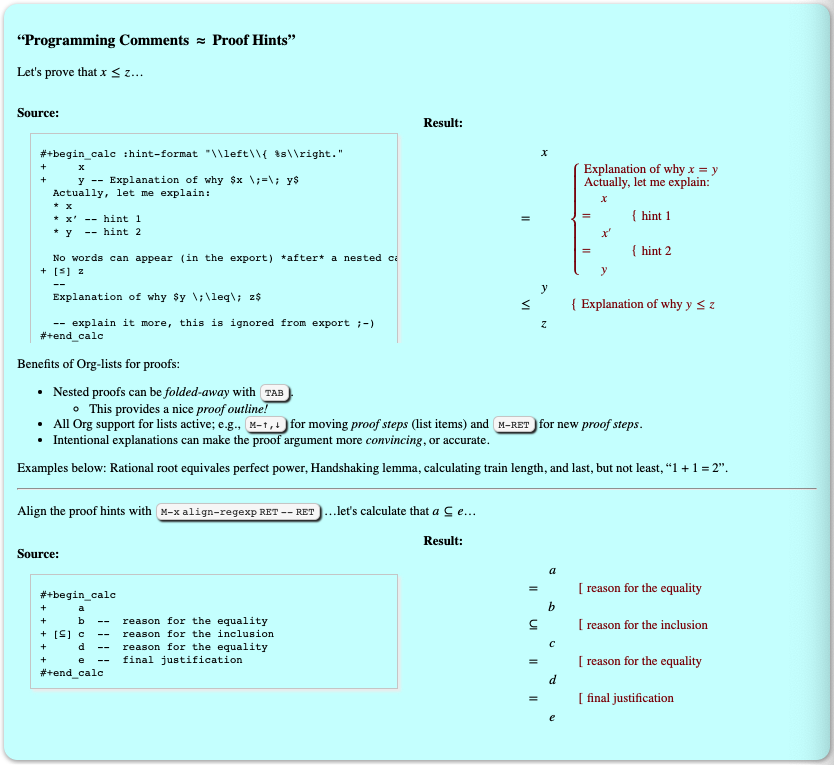 “Programming Comments ≈ Proof Hints”
Let's prove that x ≤ z…
Source:
#+begin_calc :hint-format "\\left\\{ %s\\right."
+ x
+ y -- Explanation of why $x \;=\; y$
Actually, let me explain:
* x
* x′ -- hint 1
* y -- hint 2
No words can appear (in the export) *after* a nested ca
+ [≤] z
--
Explanation of why $y \;\leq\; z$
-- explain it more, this is ignored from export ;-)
#+end_calc
Result:
x
= { Explanation of why x = y
Actually, let me explain:
x
= { hint 1
x′
= { hint 2
y
y
≤ { Explanation of why y ≤ z
z
Benefits of Org-lists for proofs:
• Nested proofs can be folded-away with TAB.
◦ This provides a nice proof outline!
• All Org support for lists active; e.g., M-↑,↓ for moving proof steps (list items) and M-RET for new proof steps.
• Intentional explanations can make the proof argument more convincing, or accurate.
Examples below: Rational root equivales perfect power, Handshaking lemma, calculating train length, and last, but not least, “1 + 1 = 2”.
Align the proof hints with M-x align-regexp RET -- RET …let's calculate that a ⊆ e…
Source:
#+begin_calc
+ a
+ b -- reason for the equality
+ [⊆] c -- reason for the inclusion
+ d -- reason for the equality
+ e -- final justification
#+end_calc
Result:
a
= [ reason for the equality
b
⊆ [ reason for the inclusion
c
= [ reason for the equality
d
= [ final justification
e